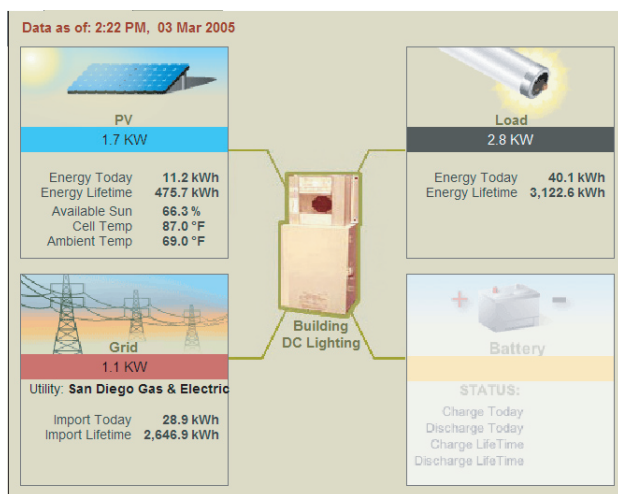 Data as of: 2:22 PM, 03 Mar 2005
PV
1.7 KW
Energy Today 11.2 kWh
Energy Lifetime 475.7 kWh
Available Sun 66.3 %
Cell Temp 87.0 °F
Ambient Temp 69.0 °F
Load
2.8 KW
Energy Today 40.1 kWh
Energy Lifetime 3,122.6 kWh
Building
DC Lighting
Grid
1.1 KW
Utility: San Diego Gas & Electric
Import Today 28.9 kWh
Import Lifetime 2,646.9 kWh
+ −
Battery
STATUS:
Charge Today
Discharge Today
Charge LifeTime
Discharge LifeTime